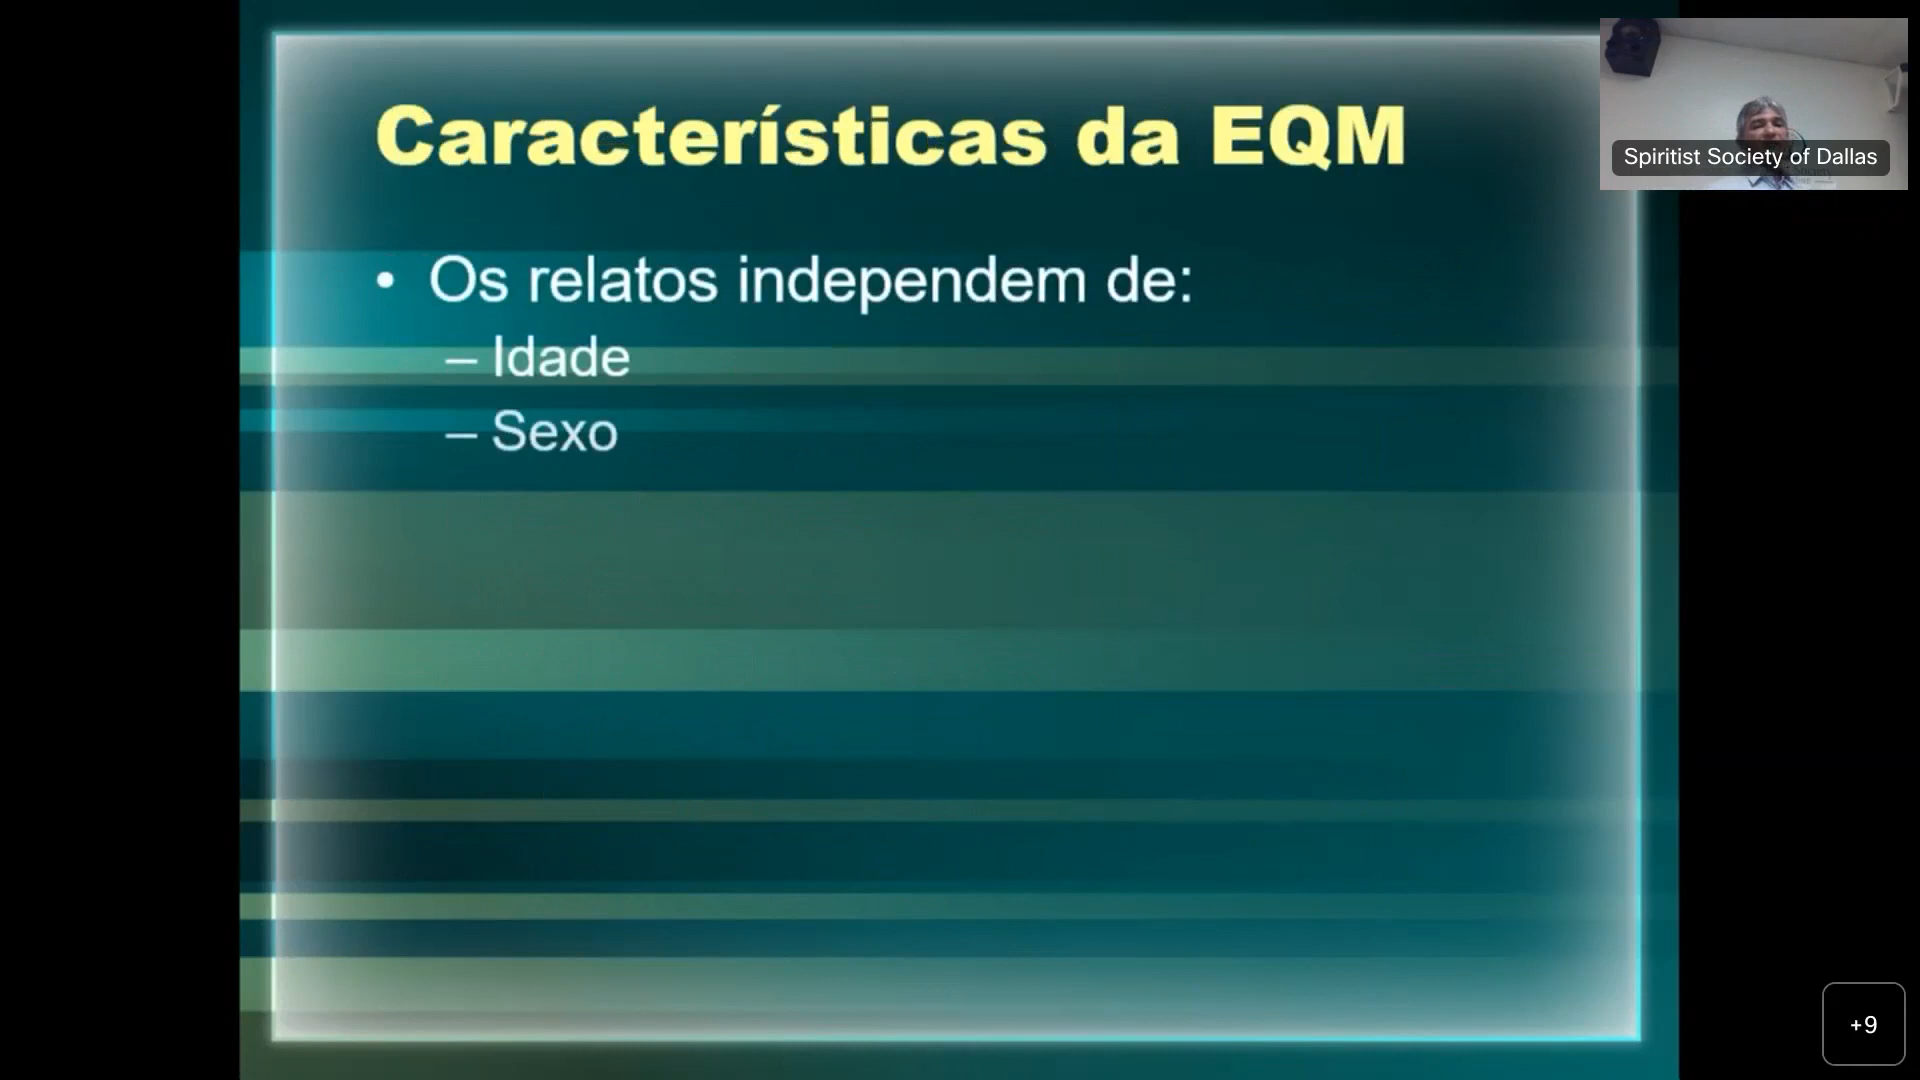 Características da EQM
• Os relatos independem de:
– Idade
– Sexo
Spiritist Society of Dallas
+9